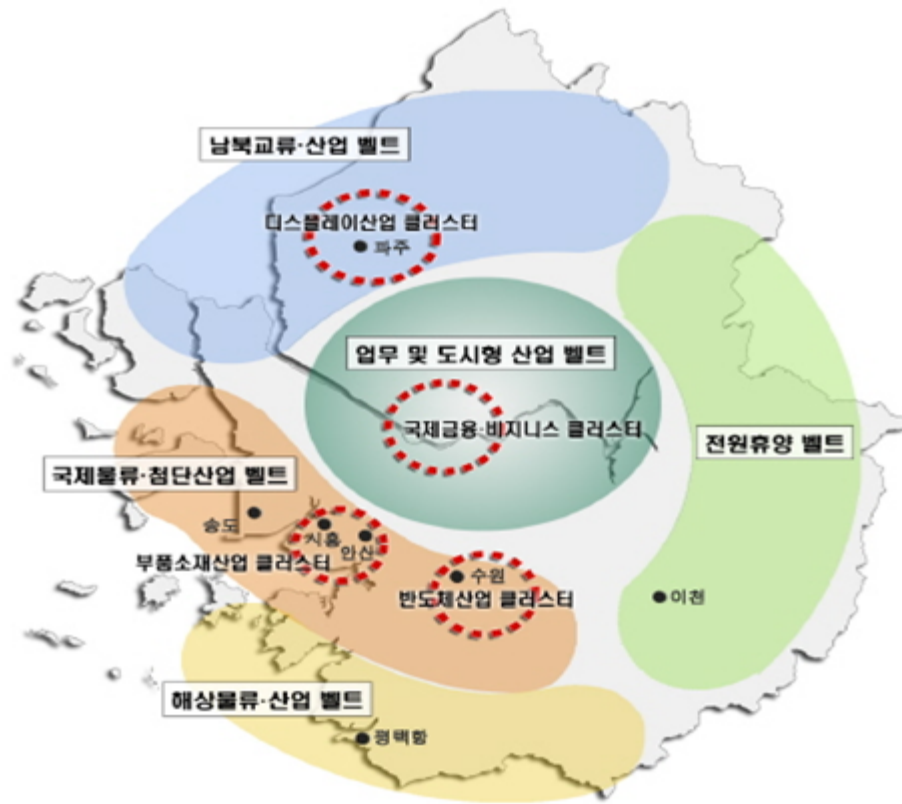 남북교류·산업 벨트
디스플레이산업 클러스터
파주
업무 및 도시형 산업 벨트
국제금융·비지니스 클러스터
전원휴양 벨트
국제물류·첨단산업 벨트
송도
시흥
안산
부품소재산업 클러스터
수원
반도체산업 클러스터
이천
해상물류·산업 벨트
평택항